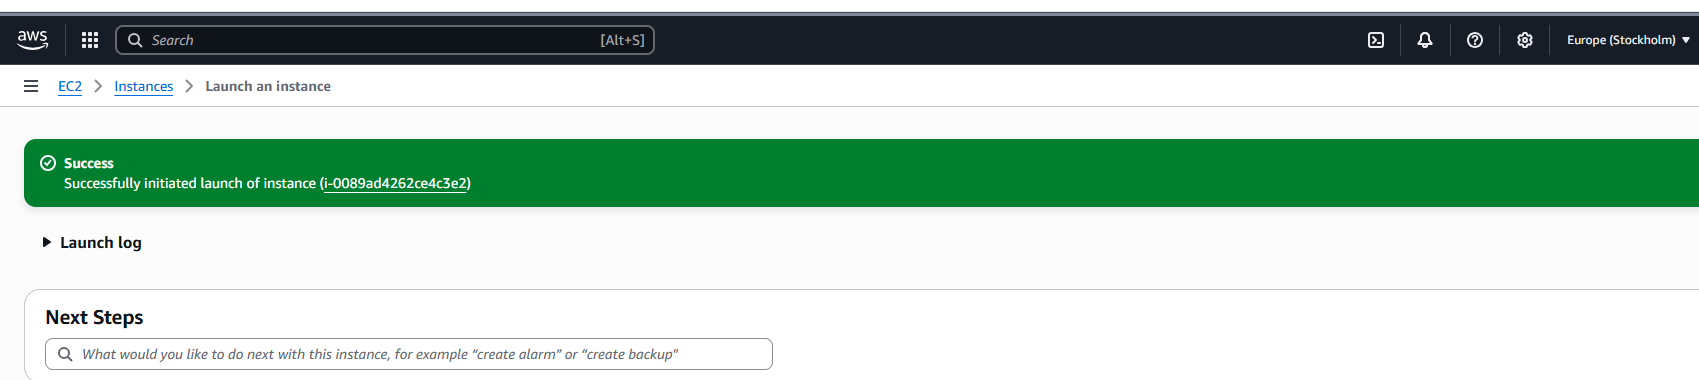 aws
Search [Alt+S] Europe (Stockholm)
EC2 Instances Launch an instance
Success
Successfully initiated launch of instance (i-0089ad4262ce4c3e2)
Launch log
Next Steps
What would you like to do next with this instance, for example “create alarm” or “create backup"